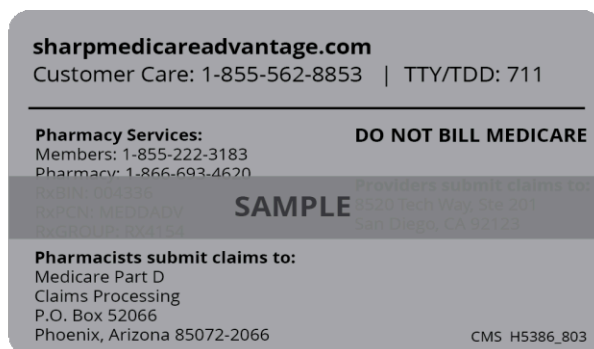 sharpmedicareadvantage.com
Customer Care: 1-855-562-8853 | TTY/TDD: 711
Pharmacy Services:
Members: 1-855-222-3183
Pharmacy: 1-866-693-4620
RxBIN: 004336
RxPCN: MEDDADV
RxGROUP: RX4154
DO NOT BILL MEDICARE
Providers submit claims to:
8520 Tech Way, Ste 201
San Diego, CA 92123
SAMPLE
Pharmacists submit claims to:
Medicare Part D
Claims Processing
P.O. Box 52066
Phoenix, Arizona 85072-2066
CMS H5386_803